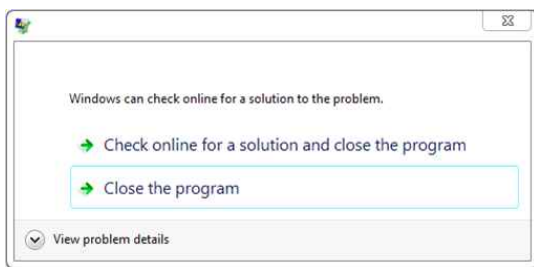 Windows can check online for a solution to the problem.
Check online for a solution and close the program
Close the program
View problem details